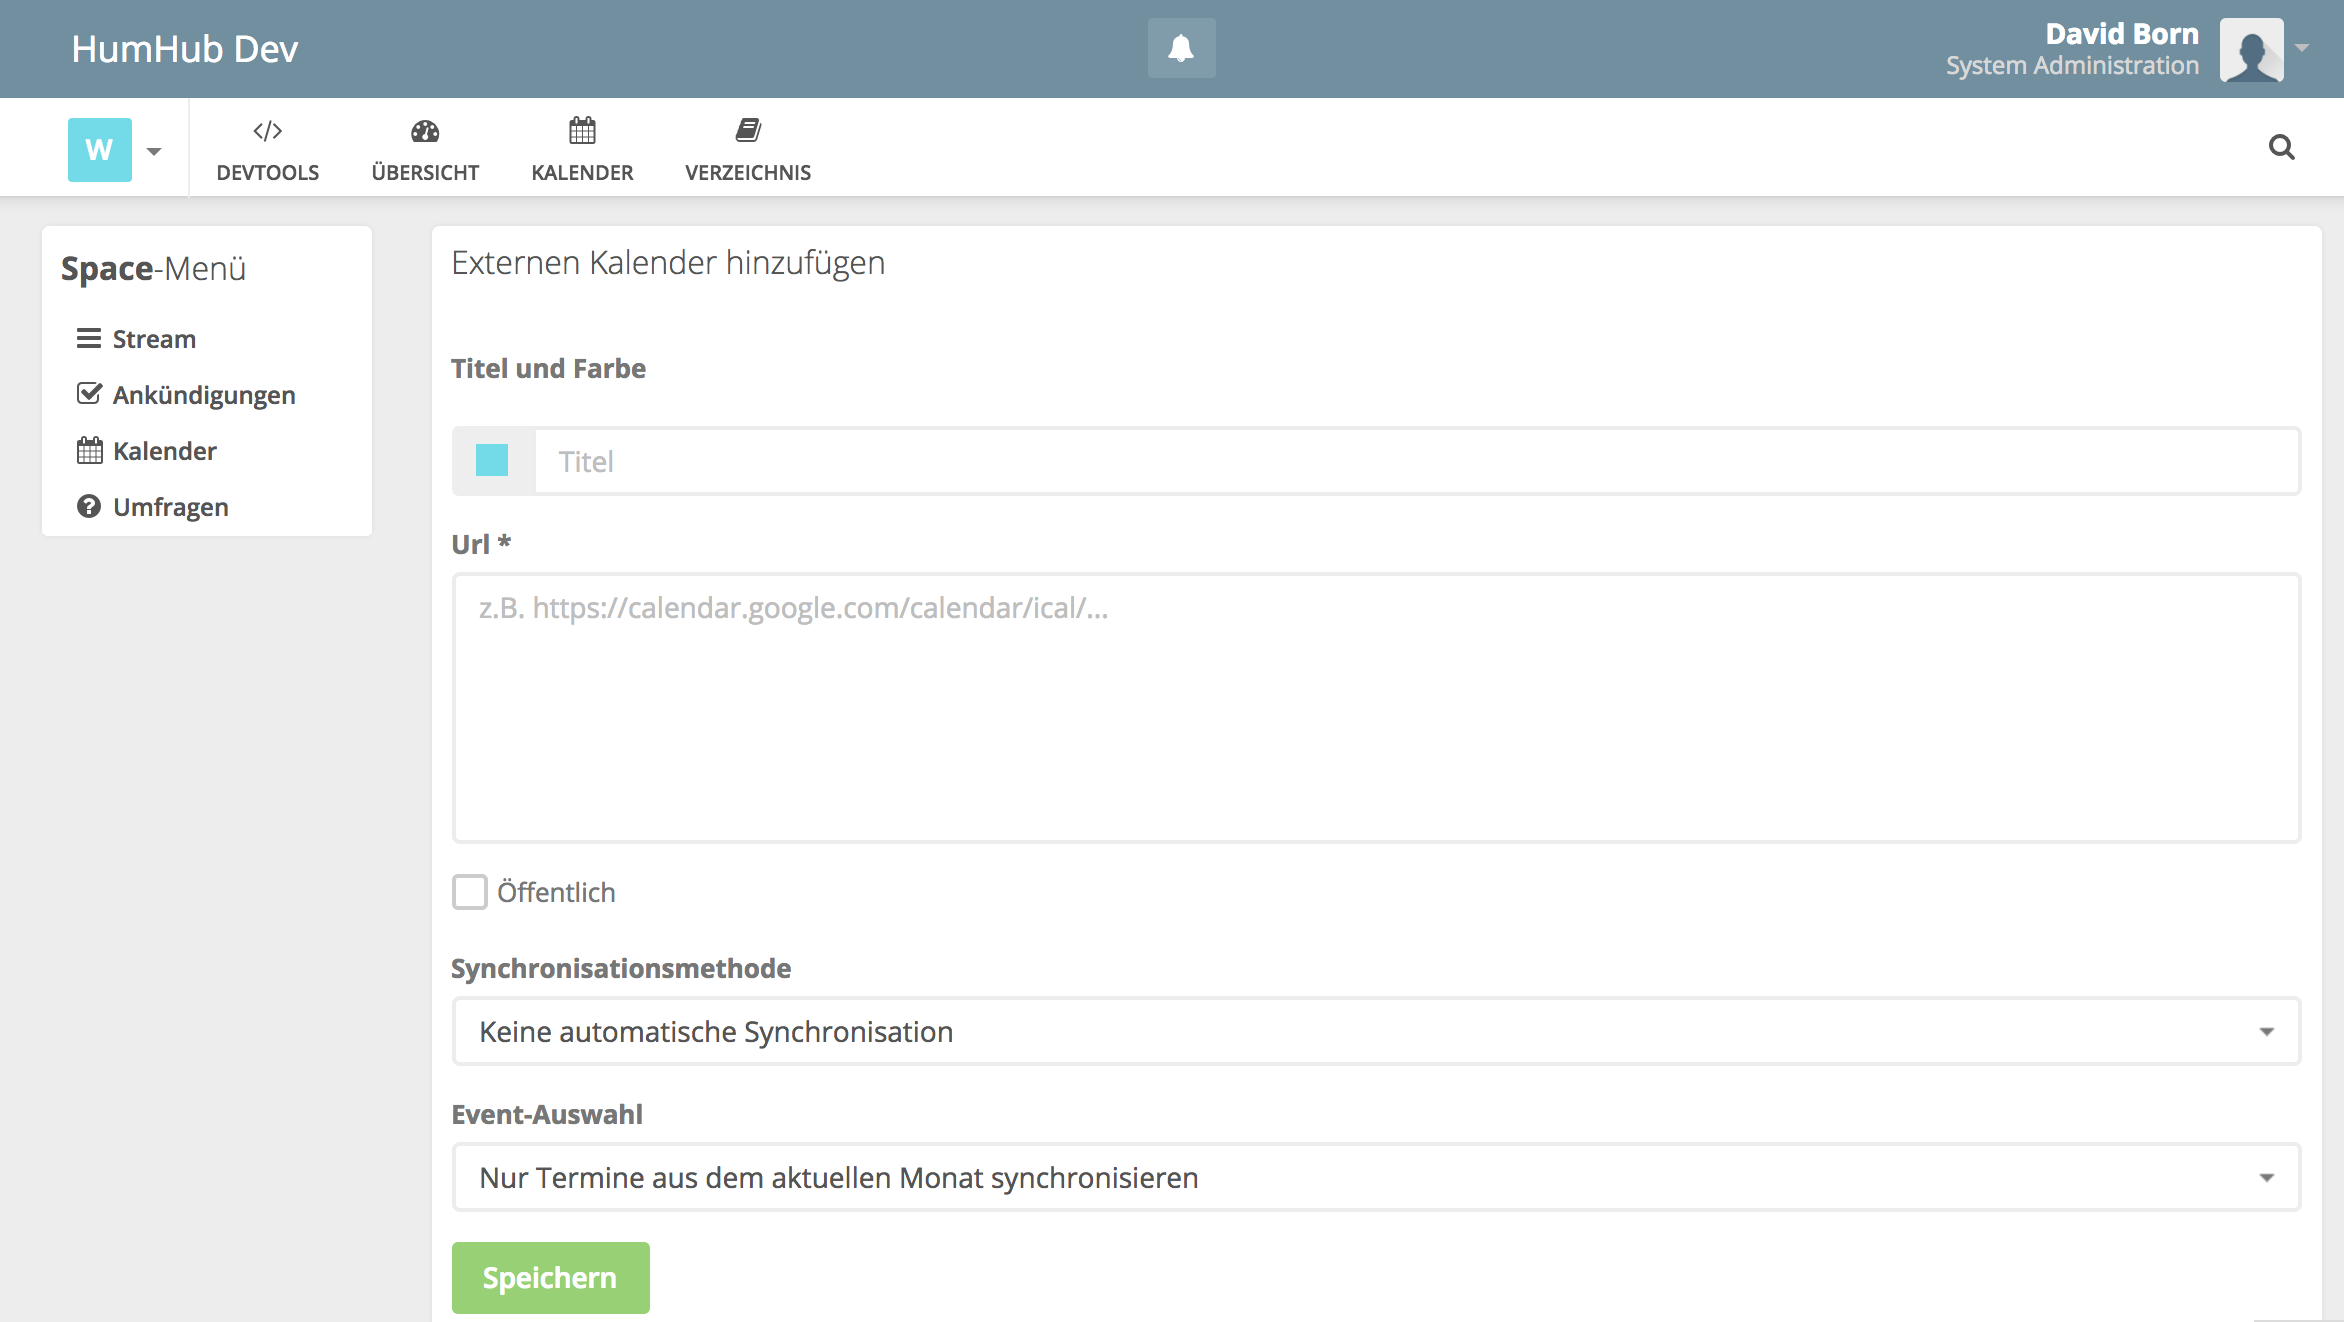 HumHub Dev
David Born
System Administration
W
DEVTOOLS
ÜBERSICHT
KALENDER
VERZEICHNIS
Space-Menü
Stream
Ankündigungen
Kalender
Umfragen
Externen Kalender hinzufügen
Titel und Farbe
Titel
Url *
z.B. https://calendar.google.com/calendar/ical/...
Öffentlich
Synchronisationsmethode
Keine automatische Synchronisation
Event-Auswahl
Nur Termine aus dem aktuellen Monat synchronisieren
Speichern